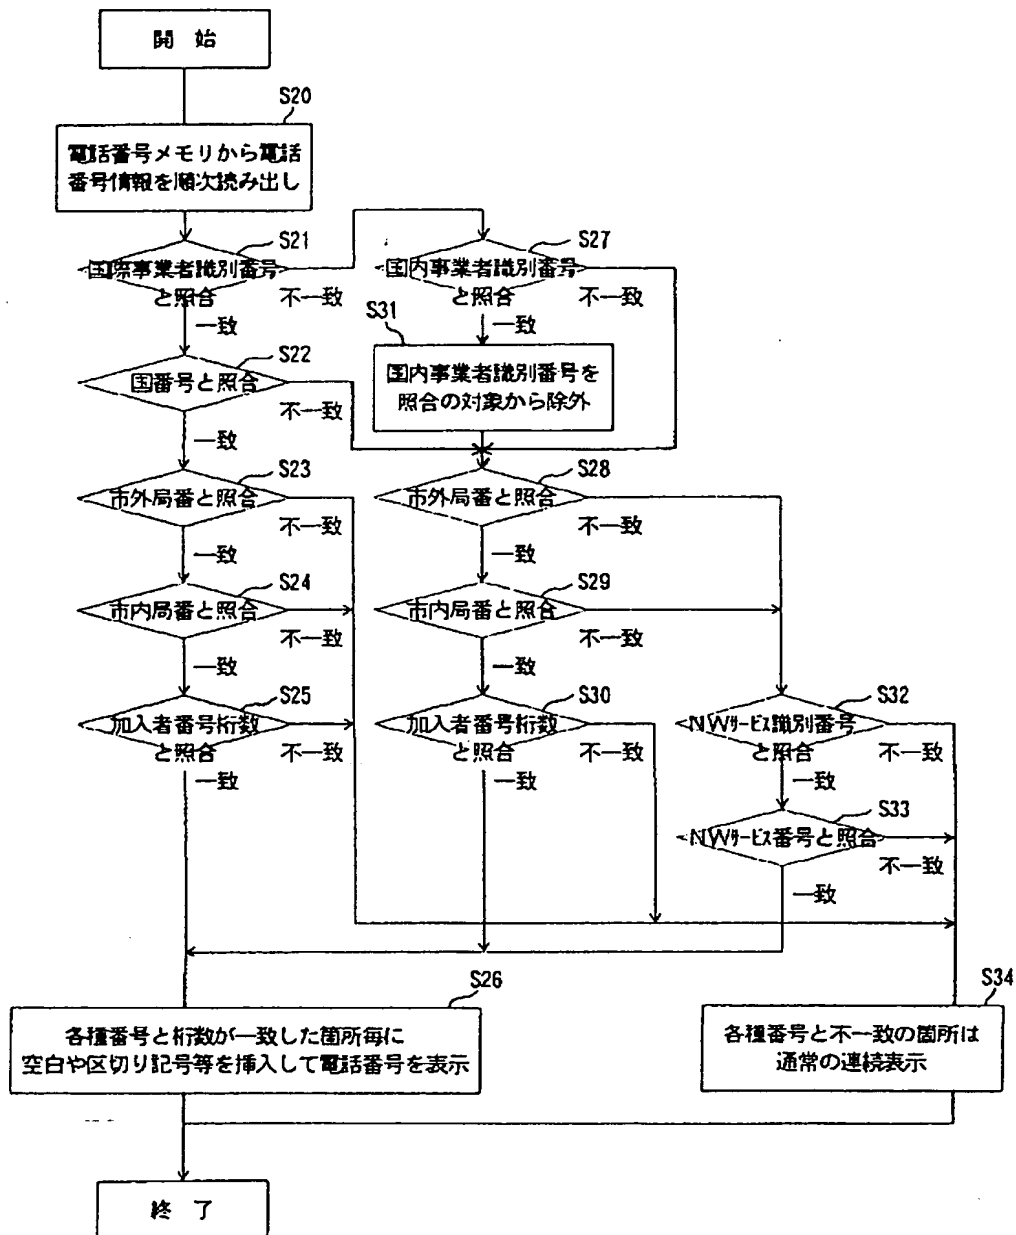 開 始
S20
電話番号メモリから電話
番号情報を順次読み出し
S21
国際事業者識別番号
と照合
不一致
一致
S27
国内事業者識別番号
と照合
不一致
一致
S31
国内事業者識別番号を
照合の対象から除外
S22
国番号と照合
不一致
一致
S23
市外局番と照合
不一致
一致
S28
市外局番と照合
不一致
一致
S24
市内局番と照合
不一致
一致
S29
市内局番と照合
不一致
一致
S25
加入者番号桁数
と照合
不一致
一致
S30
加入者番号桁数
と照合
不一致
一致
S32
NWサービス識別番号
と照合
不一致
一致
S33
NWサービス番号と照合
不一致
一致
S26
各種番号と桁数が一致した箇所毎に
空白や区切り記号等を挿入して電話番号を表示
S34
各種番号と不一致の箇所は
通常の連続表示
終 了